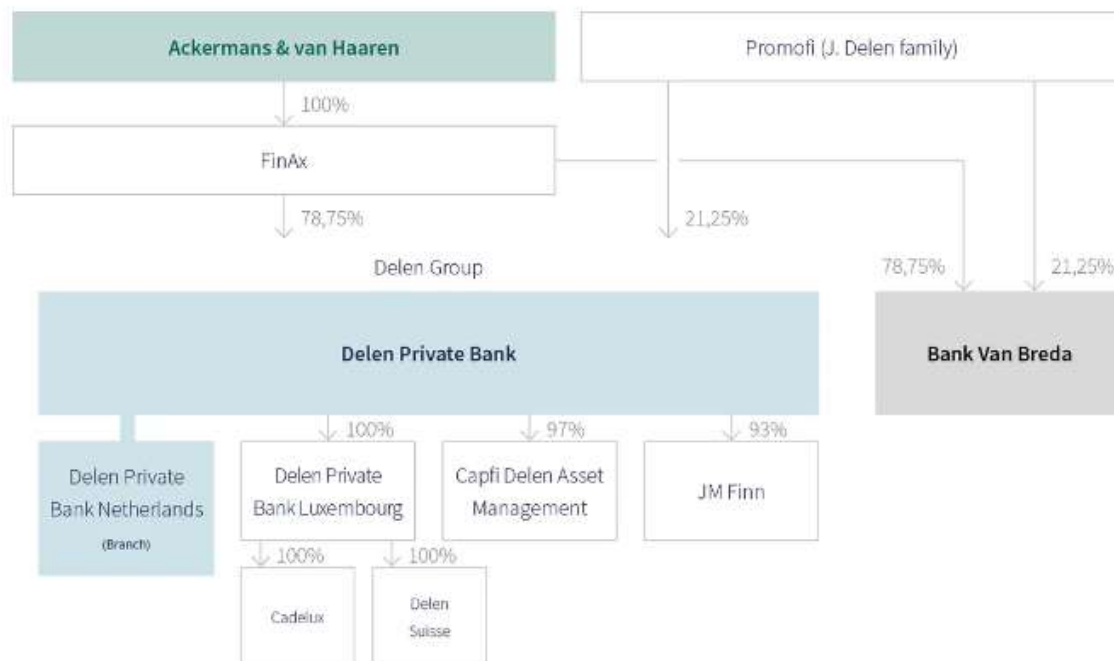 Ackermans & van Haaren
Promofi (J. Delen family)
100%
FinAx
78,75%
21,25%
Delen Group
78,75%
21,25%
Delen Private Bank
Bank Van Breda
100%
97%
93%
Delen Private
Bank Netherlands
(Branch)
Delen Private
Bank Luxembourg
Capfi Delen Asset
Management
JM Finn
100%
100%
Cadelux
Delen
Suisse